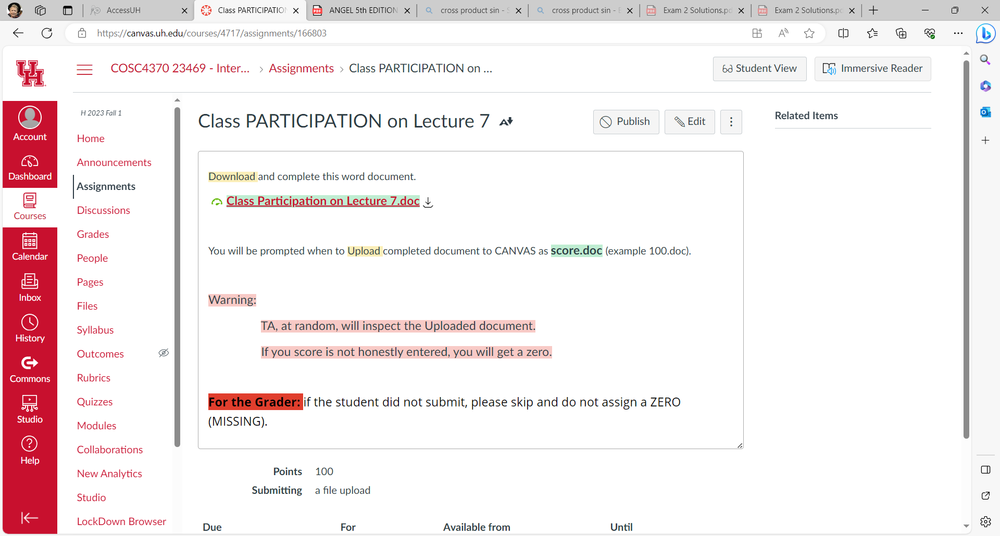 AccessUH
Class PARTICIPATION
ANGEL 5th EDITION
cross product sin - S
cross product sin - E
Exam 2 Solutions.pd
Exam 2 Solutions.pd
https://canvas.uh.edu/courses/4717/assignments/166803
COSC4370 23469 - Inter... > Assignments > Class PARTICIPATION on ...
Student View
Immersive Reader
Account
Dashboard
Courses
Calendar
Inbox
History
Commons
Studio
Help
H 2023 Fall 1
Home
Announcements
Assignments
Discussions
Grades
People
Pages
Files
Syllabus
Outcomes
Rubrics
Quizzes
Modules
Collaborations
New Analytics
Studio
LockDown Browser
Class PARTICIPATION on Lecture 7
Publish
Edit
Related Items
Download and complete this word document.
Class Participation on Lecture 7.doc
You will be prompted when to Upload completed document to CANVAS as score.doc (example 100.doc).
Warning:
TA, at random, will inspect the Uploaded document.
If you score is not honestly entered, you will get a zero.
For the Grader: if the student did not submit, please skip and do not assign a ZERO
(MISSING).
Points 100
Submitting a file upload
Due For Available from Until